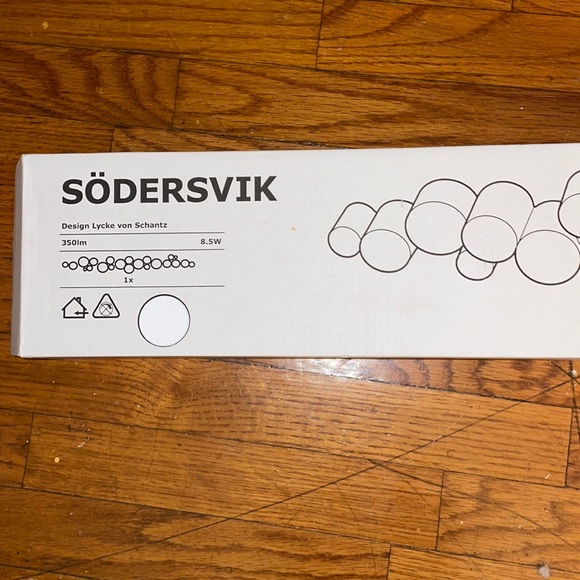 SÖDERSVIK
Design Lycke von Schantz
350lm 8.5W
1x